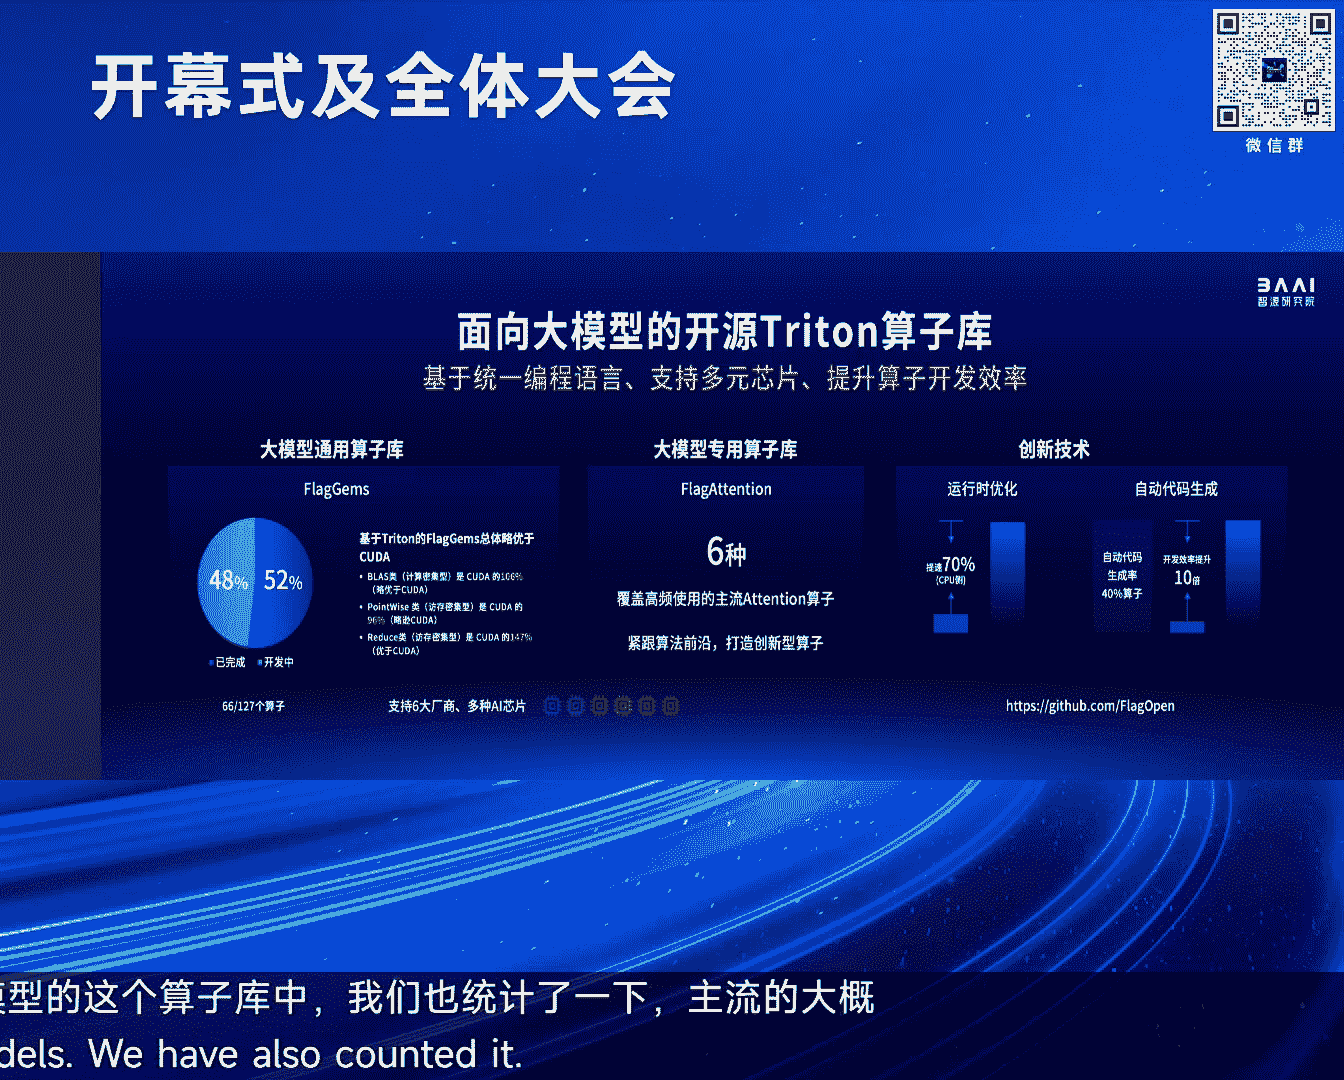 开幕式及全体大会
微信群
BAAI
智源研究院
面向大模型的开源Triton算子库
基于统一编程语言、支持多元芯片、提升算子开发效率
大模型通用算子库
FlagGems
48%
52%
已完成
开发中
66/127个算子
基于Triton的FlagGems总体略优于
CUDA
• BLAS类（计算密集型）是 CUDA 的106%
（略优于CUDA）
• PointWise 类（访存密集型）是 CUDA 的
96%（略逊CUDA）
• Reduce类（访存密集型）是 CUDA 的147%
（优于CUDA）
支持6大厂商、多种AI芯片
大模型专用算子库
FlagAttention
6种
覆盖高频使用的主流Attention算子
紧跟算法前沿，打造创新型算子
创新技术
运行时优化
提速70%
(CPU侧)
自动代码生成
自动代码
生成率
40%算子
开发效率提升
10倍
https://github.com/FlagOpen
型的这个算子库中，我们也统计了一下，主流的大概
dels. We have also counted it.